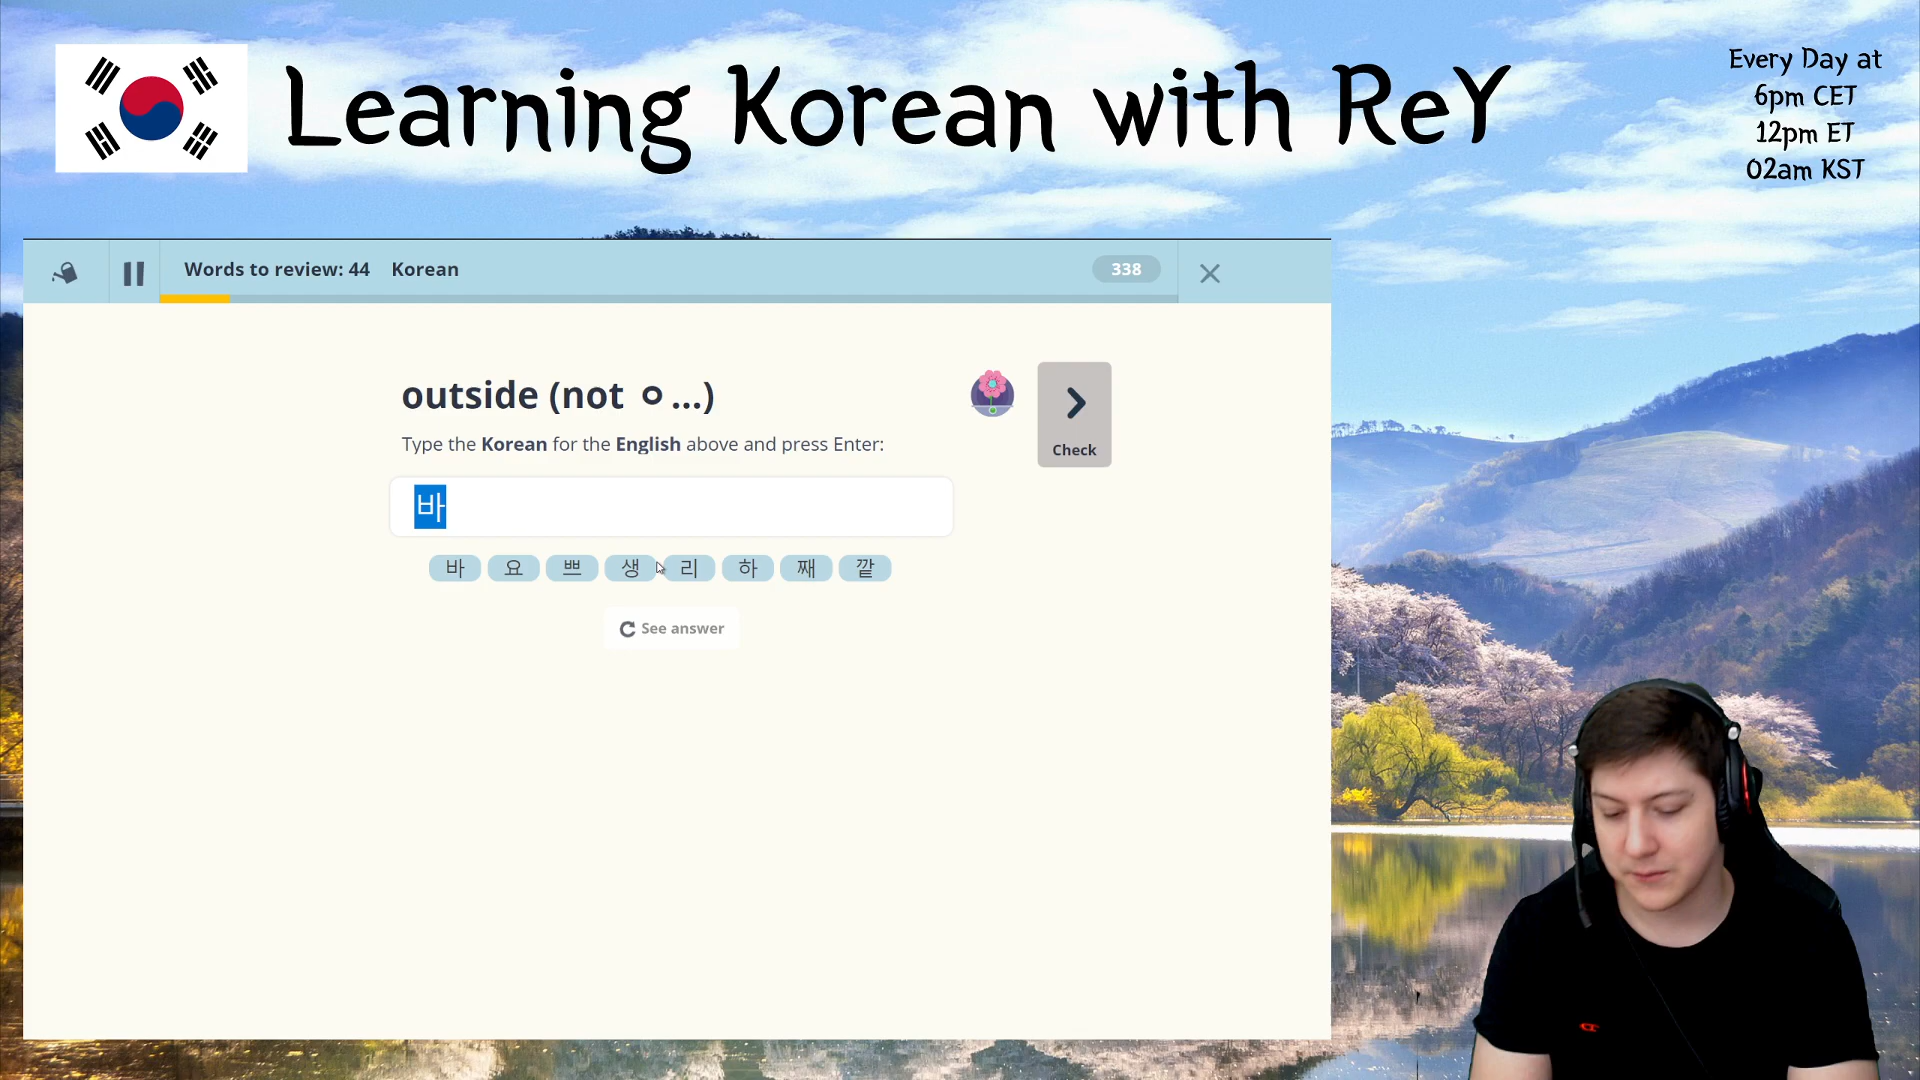 Learning Korean with ReY
Every Day at
6pm CET
12pm ET
02am KST
Words to review: 44 Korean
338
outside (not ㅇ...)
Type the Korean for the English above and press Enter:
바
바 요 쁘 생 리 하 째 깥
See answer
Check